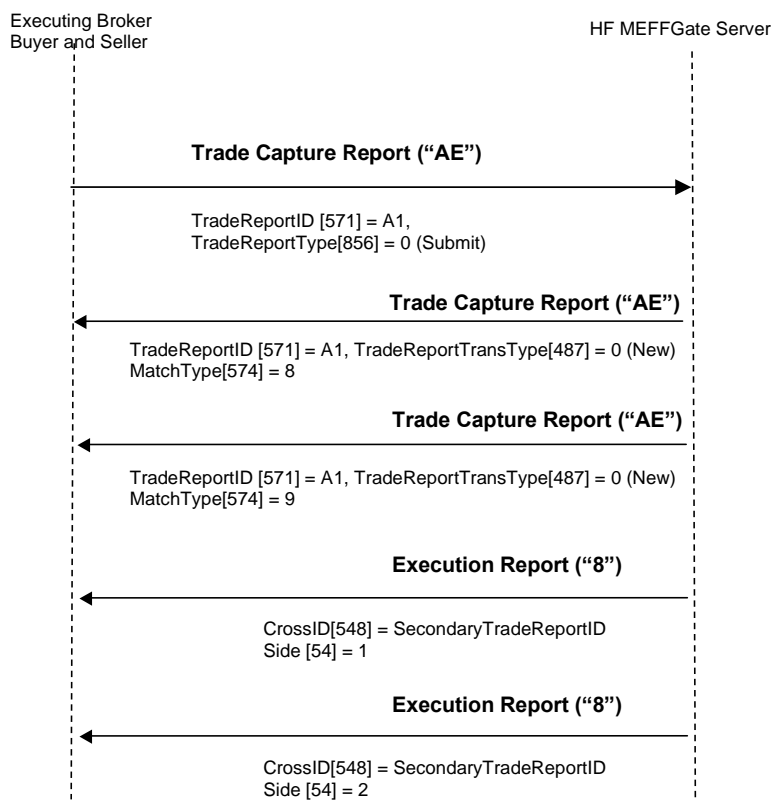 Executing Broker
Buyer and Seller
HF MEFFGate Server
Trade Capture Report (“AE”)
TradeReportID [571] = A1,
TradeReportType[856] = 0 (Submit)
Trade Capture Report (“AE”)
TradeReportID [571] = A1, TradeReportTransType[487] = 0 (New)
MatchType[574] = 8
Trade Capture Report (“AE”)
TradeReportID [571] = A1, TradeReportTransType[487] = 0 (New)
MatchType[574] = 9
Execution Report (“8”)
CrossID[548] = SecondaryTradeReportID
Side [54] = 1
Execution Report (“8”)
CrossID[548] = SecondaryTradeReportID
Side [54] = 2